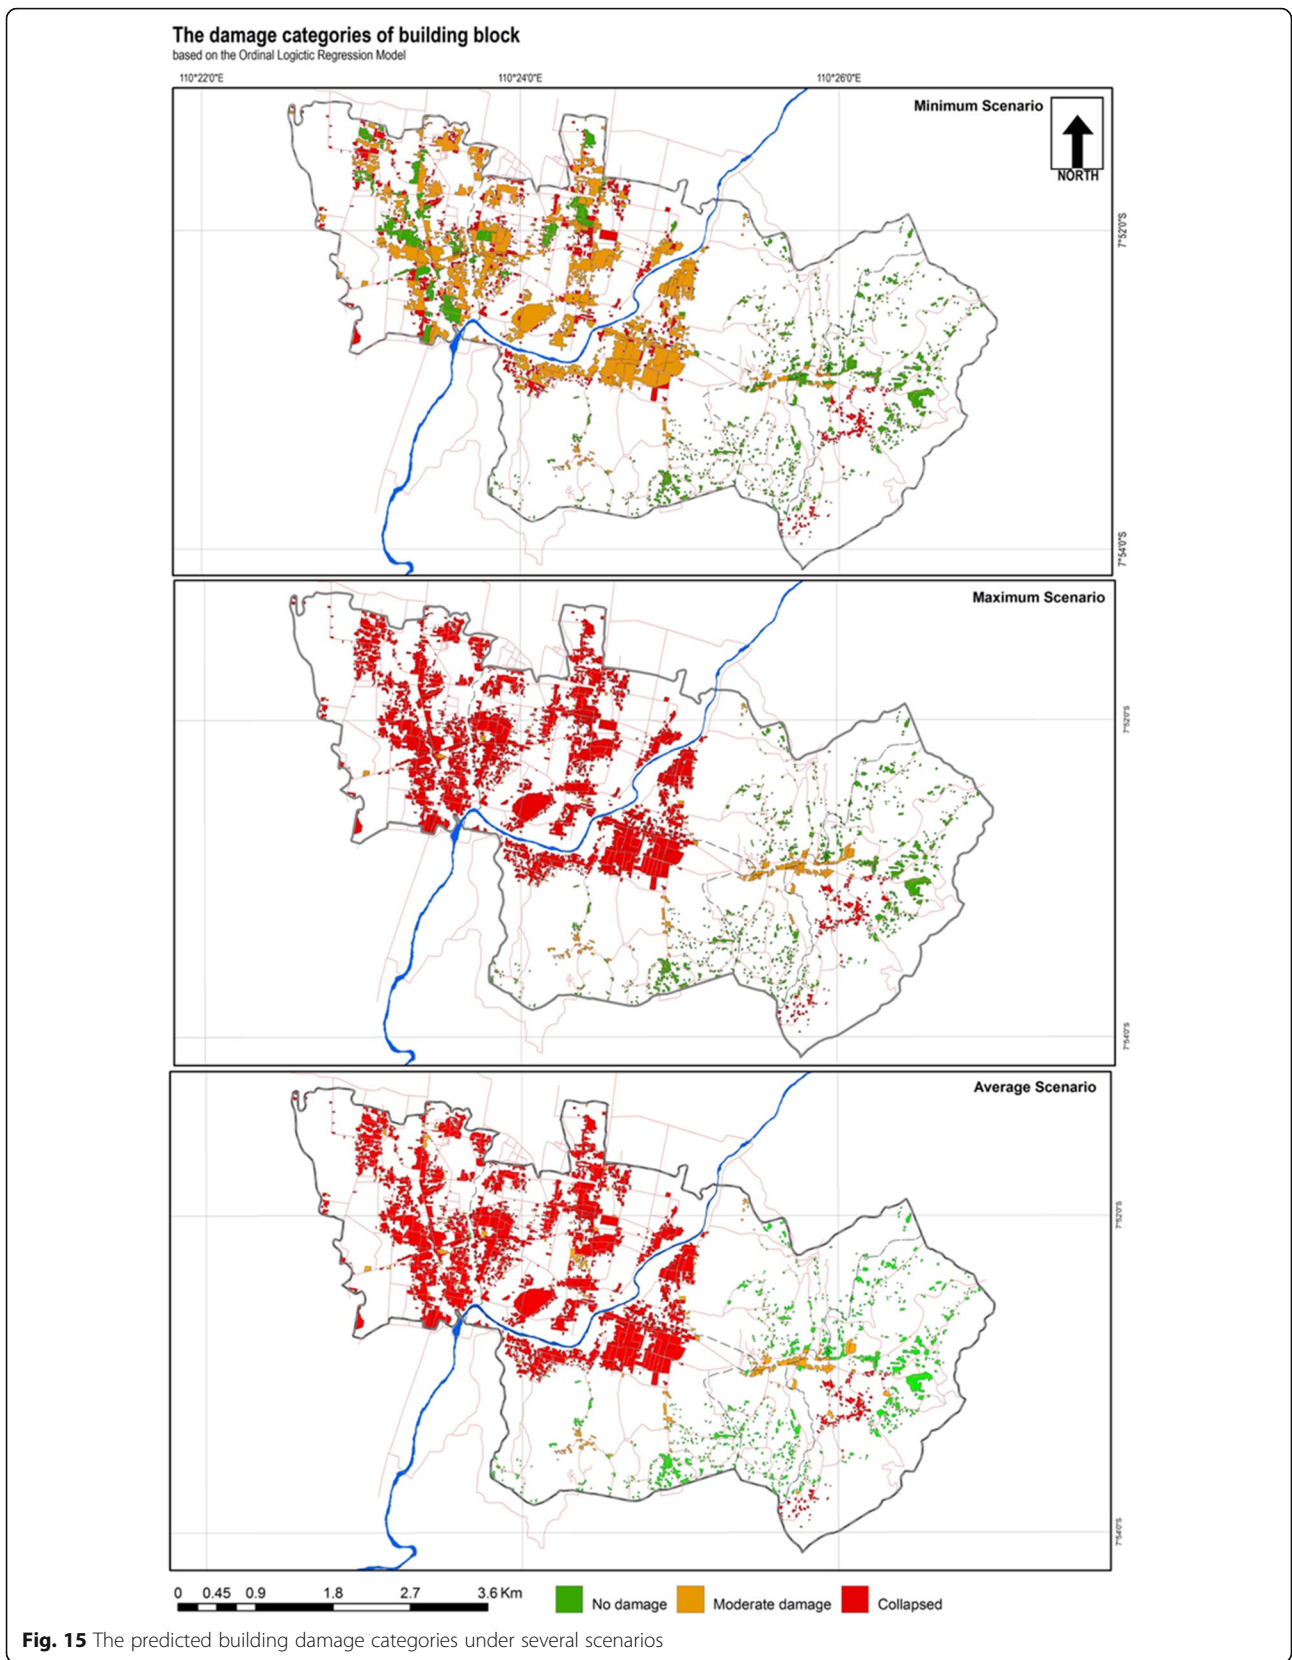 The damage categories of building block
based on the Ordinal Logictic Regression Model
110°22'0"E 110°24'0"E 110°26'0"E
Minimum Scenario
NORTH
7°52'0"S
7°54'0"S
Maximum Scenario
7°52'0"S
7°54'0"S
Average Scenario
7°52'0"S
7°54'0"S
0 0.45 0.9 1.8 2.7 3.6 Km
No damage Moderate damage Collapsed
Fig. 15 The predicted building damage categories under several scenarios